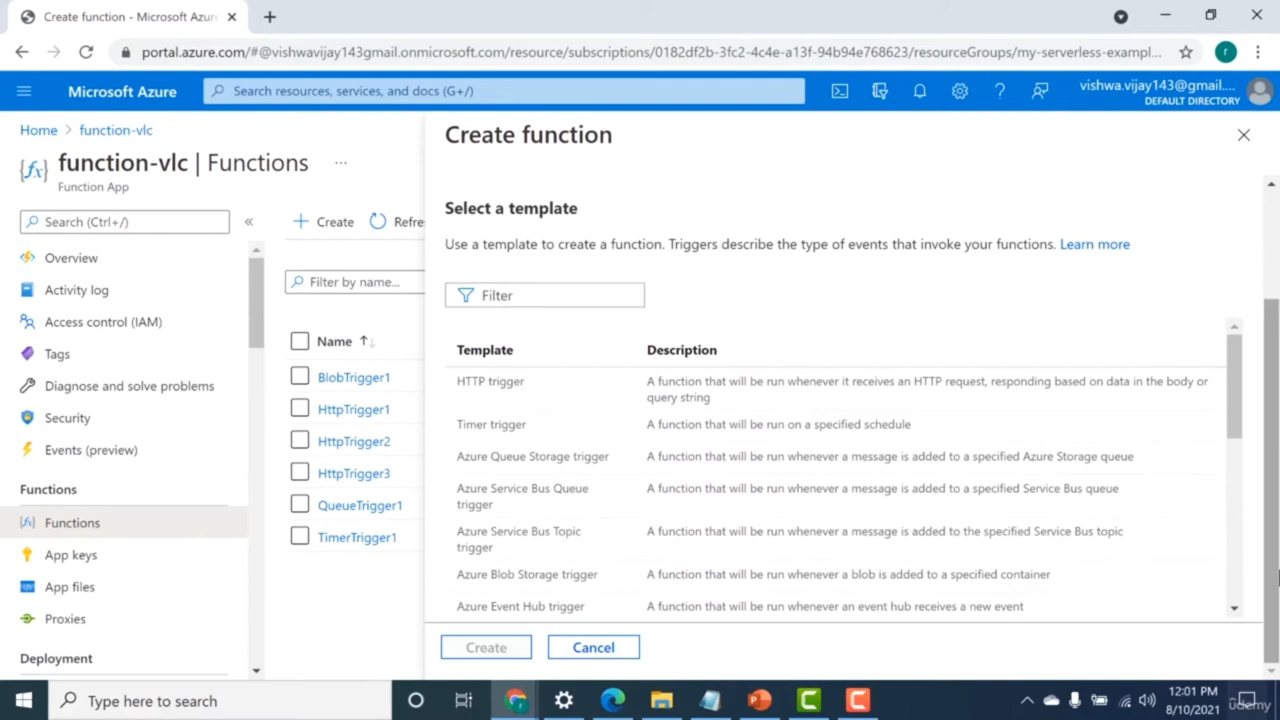 Create function - Microsoft Azur
portal.azure.com/#@vishwavijay143gmail.onmicrosoft.com/resource/subscriptions/0182df2b-3fc2-4c4e-a13f-94b94e768623/resourceGroups/my-serverless-exampl...
r
Microsoft Azure
Search resources, services, and docs (G+/)
vishwa.vijay143@gmail....
DEFAULT DIRECTORY
Home > function-vlc
function-vlc | Functions
...
Function App
Search (Ctrl+/)
«
Overview
Activity log
Access control (IAM)
Tags
Diagnose and solve problems
Security
Events (preview)
Functions
Functions
App keys
App files
Proxies
Deployment
Create
Refre
Filter by name...
Name
BlobTrigger1
HttpTrigger1
HttpTrigger2
HttpTrigger3
QueueTrigger1
TimerTrigger1
Create function
Select a template
Use a template to create a function. Triggers describe the type of events that invoke your functions. Learn more
Filter
Template Description
HTTP trigger A function that will be run whenever it receives an HTTP request, responding based on data in the body or
query string
Timer trigger A function that will be run on a specified schedule
Azure Queue Storage trigger A function that will be run whenever a message is added to a specified Azure Storage queue
Azure Service Bus Queue A function that will be run whenever a message is added to a specified Service Bus queue
trigger
Azure Service Bus Topic A function that will be run whenever a message is added to the specified Service Bus topic
trigger
Azure Blob Storage trigger A function that will be run whenever a blob is added to a specified container
Azure Event Hub trigger A function that will be run whenever an event hub receives a new event
Create Cancel
Type here to search
12:01 PM
8/10/2021
udemy